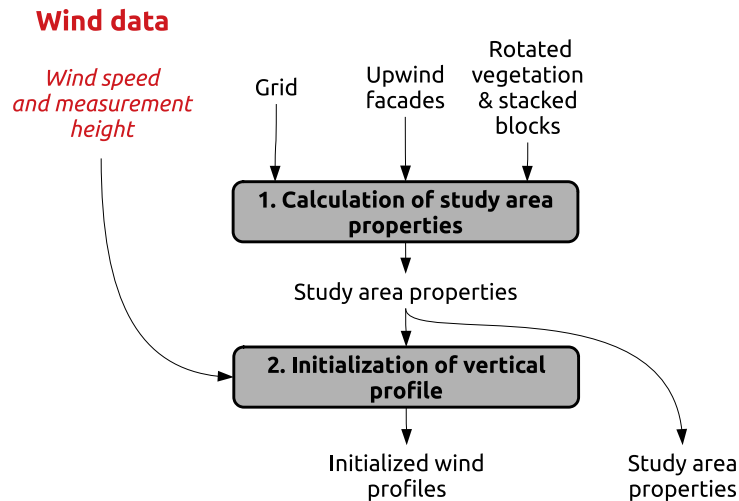 Wind data
Wind speed
and measurement
height
Grid
Upwind
facades
Rotated
vegetation
& stacked
blocks
1. Calculation of study area
properties
Study area properties
2. Initialization of vertical
profile
Initialized wind
profiles
Study area
properties